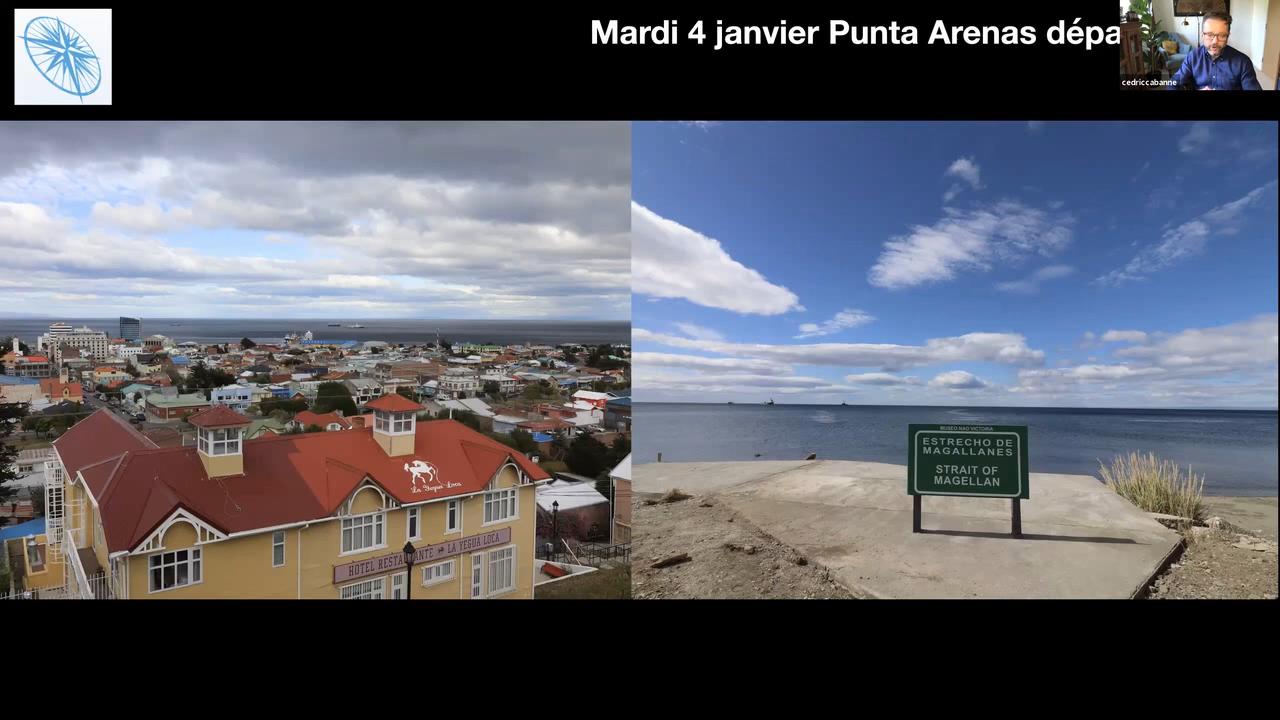 Mardi 4 janvier Punta Arenas dépa
cedriccabanne
La Yegua Loca
HOTEL RESTAURANTE LA YEGUA LOCA
MUSEO NAO VICTORIA
ESTRECHO DE
MAGALLANES
STRAIT OF
MAGELLAN